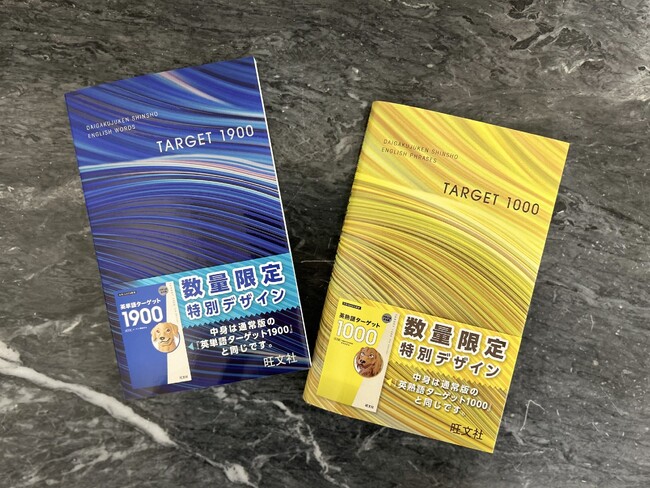 DAIGAKUJUKEN SHINSHO
ENGLISH WORDS
TARGET 1900
英単語ターゲット
1900
数量限定
特別デザイン
中身は通常版の
『英単語ターゲット1900』
と同じです。
旺文社
DAIGAKUJUKEN SHINSHO
ENGLISH PHRASES
TARGET 1000
英熟語ターゲット
1000
数量限定
特別デザイン
中身は通常版の
『英熟語ターゲット1000』
と同じです。
旺文社